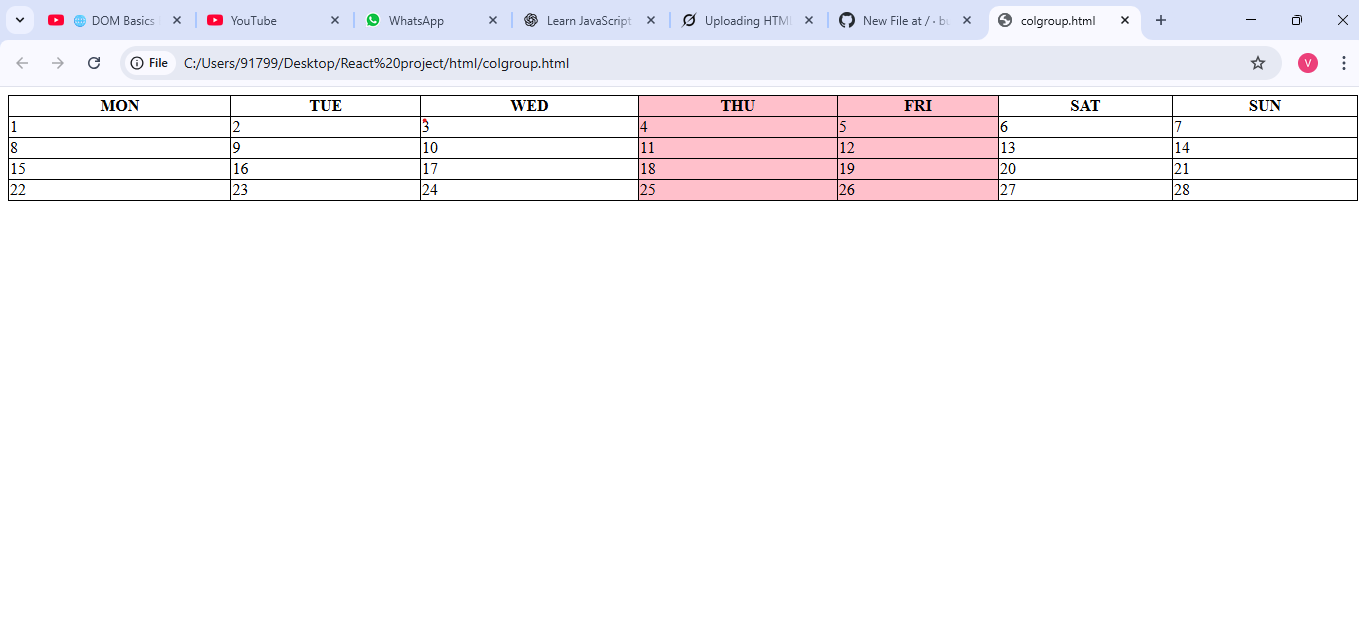 DOM Basics YouTube WhatsApp Learn JavaScript Uploading HTML New File at / · bu colgroup.html
File C:/Users/91799/Desktop/React%20project/html/colgroup.html V
MON TUE WED THU FRI SAT SUN
1 2 3 4 5 6 7
8 9 10 11 12 13 14
15 16 17 18 19 20 21
22 23 24 25 26 27 28